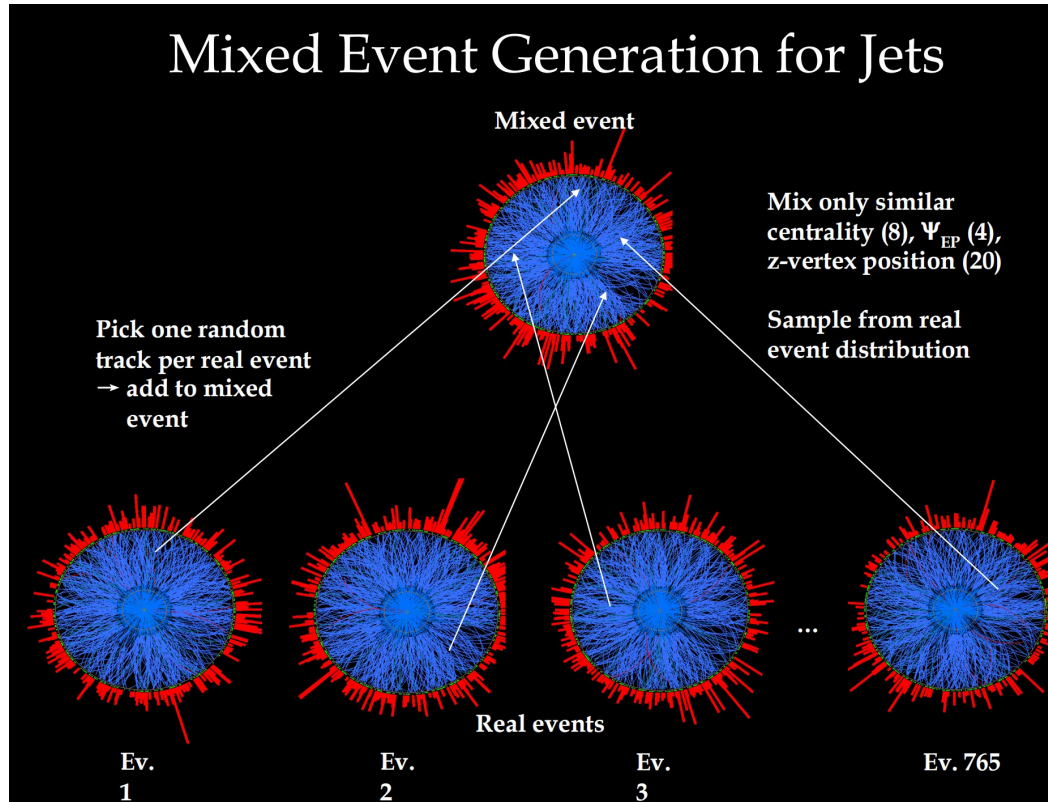 Mixed Event Generation for Jets
Mixed event
Mix only similar
centrality (8), Ψ_EP (4),
z-vertex position (20)
Sample from real
event distribution
Pick one random
track per real event
→ add to mixed
event
...
Real events
Ev.
1
Ev.
2
Ev.
3
Ev. 765